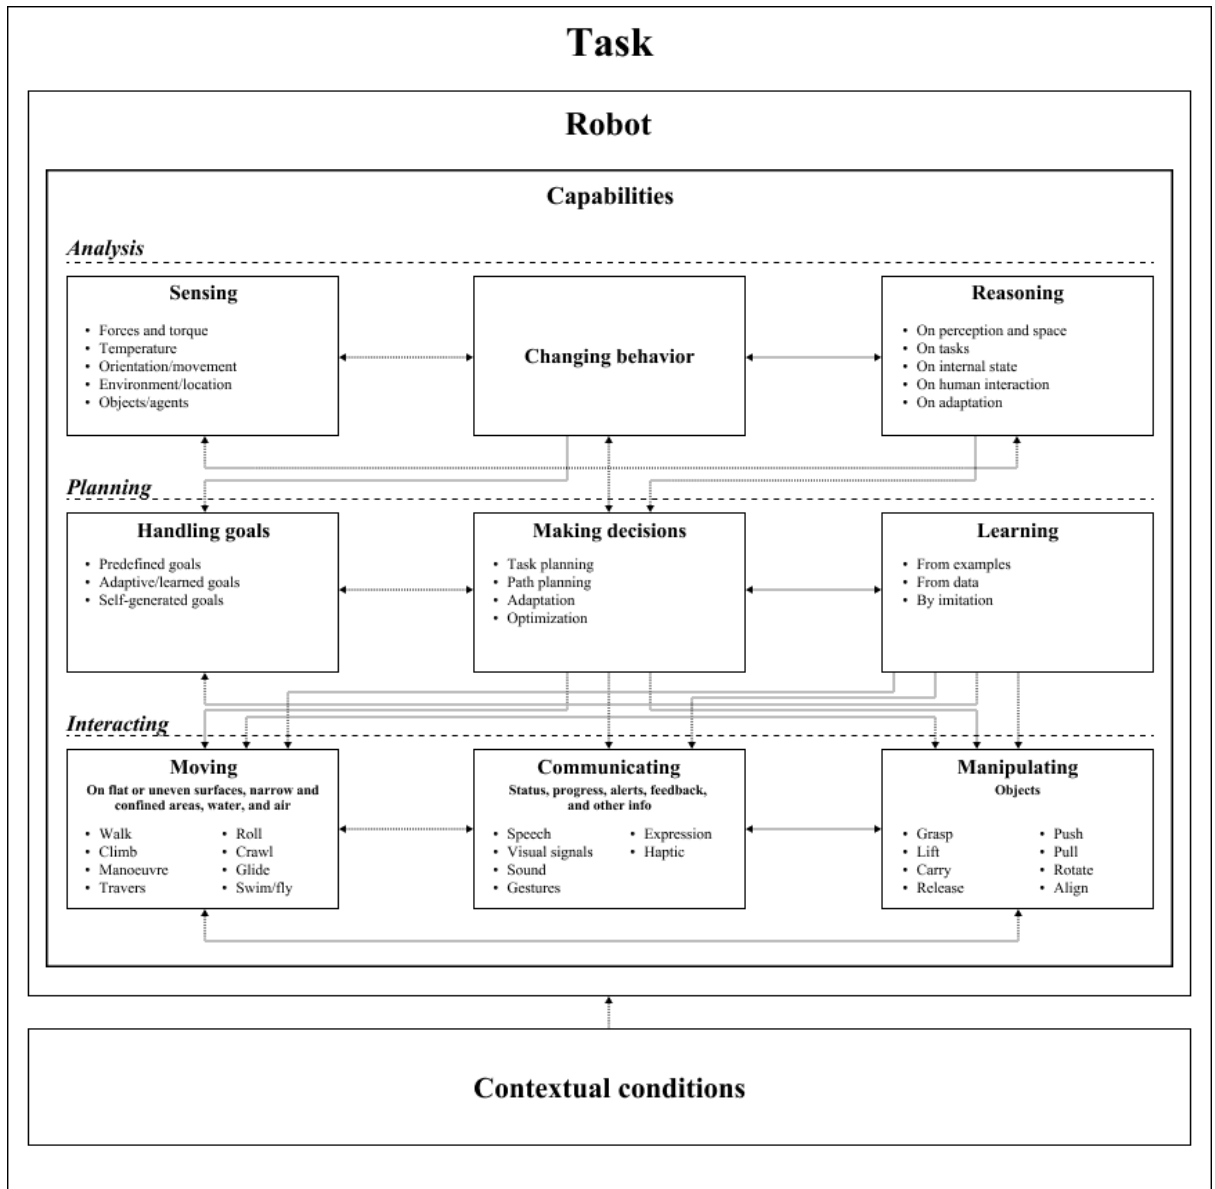 Task
Robot
Capabilities
Analysis
Sensing
• Forces and torque
• Temperature
• Orientation/movement
• Environment/location
• Objects/agents
Changing behavior
Reasoning
• On perception and space
• On tasks
• On internal state
• On human interaction
• On adaptation
Planning
Handling goals
• Predefined goals
• Adaptive/learned goals
• Self-generated goals
Making decisions
• Task planning
• Path planning
• Adaptation
• Optimization
Learning
• From examples
• From data
• By imitation
Interacting
Moving
On flat or uneven surfaces, narrow and
confined areas, water, and air
• Walk
• Climb
• Manoeuvre
• Travers
• Roll
• Crawl
• Glide
• Swim/fly
Communicating
Status, progress, alerts, feedback,
and other info
• Speech
• Visual signals
• Sound
• Gestures
• Expression
• Haptic
Manipulating
Objects
• Grasp
• Lift
• Carry
• Release
• Push
• Pull
• Rotate
• Align
Contextual conditions